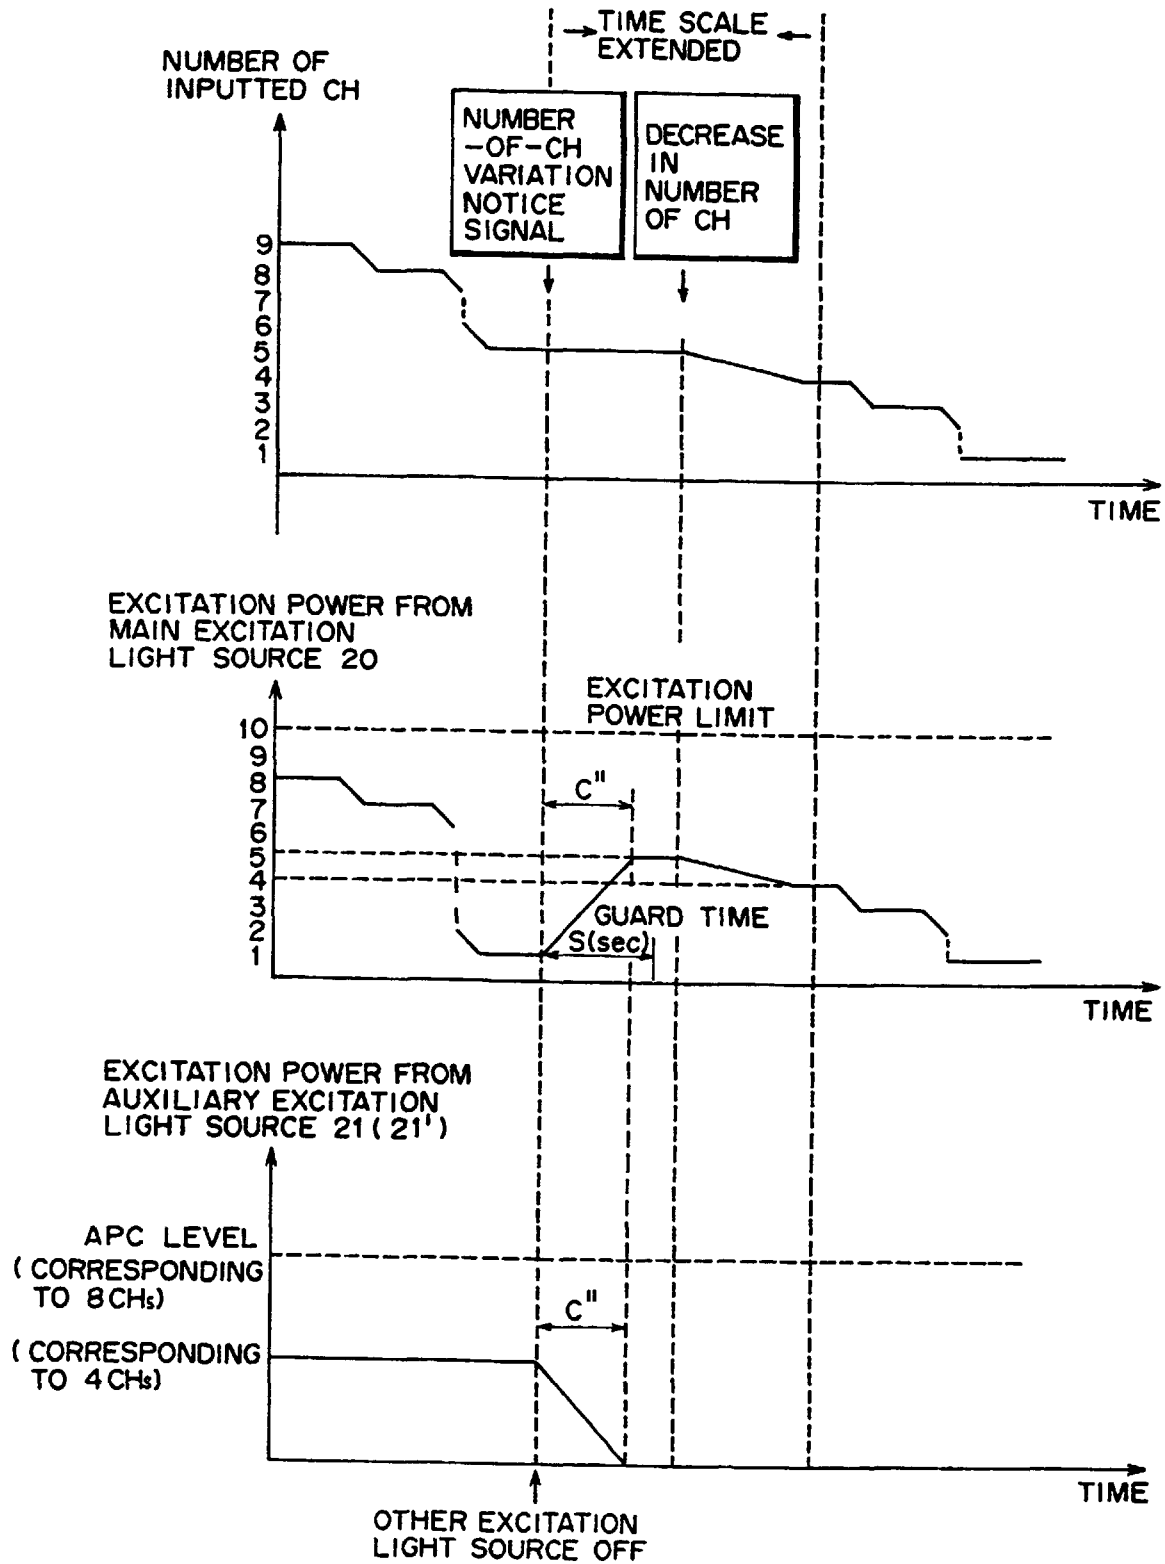 TIME SCALE
EXTENDED
NUMBER OF
INPUTTED CH
NUMBER
-OF-CH
VARIATION
NOTICE
SIGNAL
DECREASE
IN
NUMBER
OF CH
9
8
7
6
5
4
3
2
1
TIME
EXCITATION POWER FROM
MAIN EXCITATION
LIGHT SOURCE 20
EXCITATION
POWER LIMIT
10
9
8
7
6
5
4
3
2
1
C"
GUARD TIME
S(sec)
TIME
EXCITATION POWER FROM
AUXILIARY EXCITATION
LIGHT SOURCE 21(21')
APC LEVEL
(CORRESPONDING
TO 8CHs)
C"
(CORRESPONDING
TO 4CHs)
TIME
OTHER EXCITATION
LIGHT SOURCE OFF